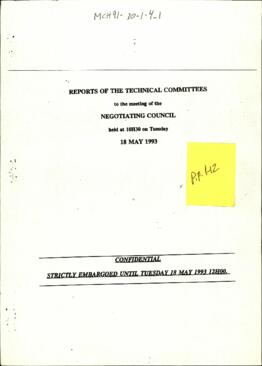 MCH91-20-1-4-1
REPORTS OF THE TECHNICAL COMMITTEES
to the meeting of the
NEGOTIATING COUNCIL
held at 10H30 on Tuesday
18 MAY 1993
CONFIDENTIAL
STRICTLY EMBARGOED UNTIL TUESDAY 18 MAY 1993 12H00.